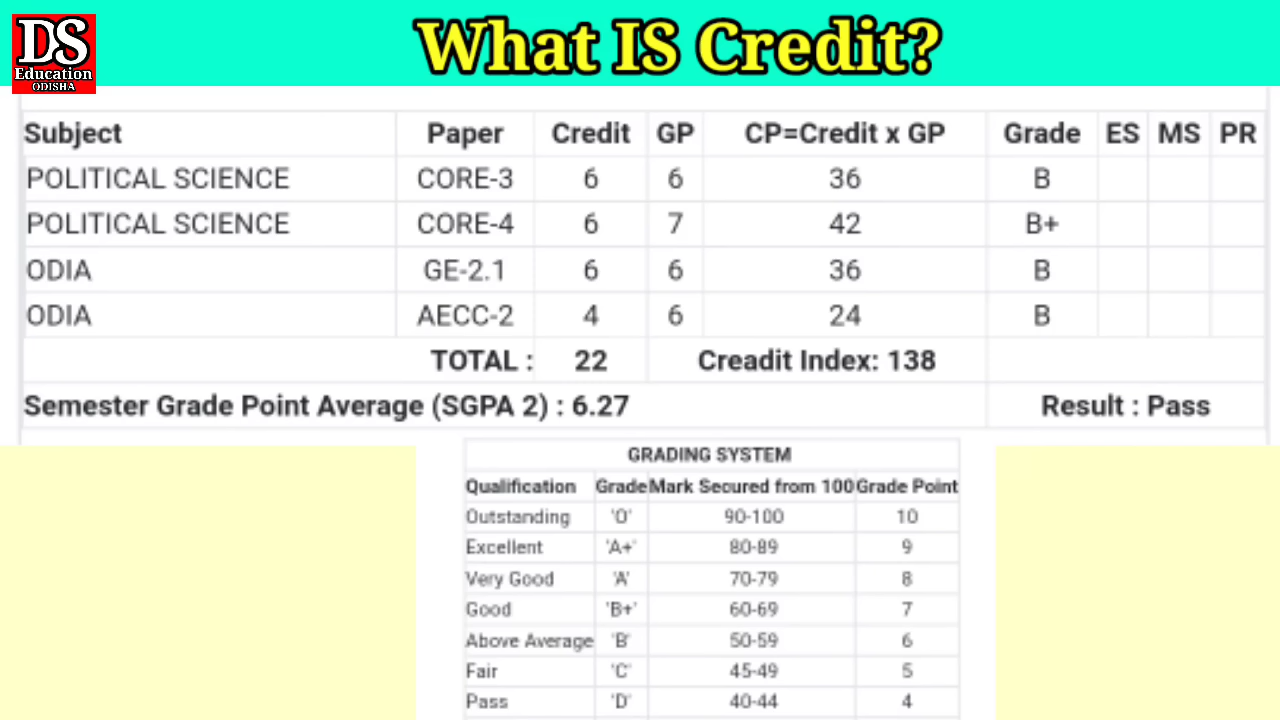 DS
Education
ODISHA
What IS Credit?
Subject Paper Credit GP CP=Credit x GP Grade ES MS PR
POLITICAL SCIENCE CORE-3 6 6 36 B
POLITICAL SCIENCE CORE-4 6 7 42 B+
ODIA GE-2.1 6 6 36 B
ODIA AECC-2 4 6 24 B
TOTAL : 22 Creadit Index: 138
Semester Grade Point Average (SGPA 2) : 6.27 Result : Pass
GRADING SYSTEM
Qualification Grade Mark Secured from 100 Grade Point
Outstanding 'O' 90-100 10
Excellent 'A+' 80-89 9
Very Good 'A' 70-79 8
Good 'B+' 60-69 7
Above Average 'B' 50-59 6
Fair 'C' 45-49 5
Pass 'D' 40-44 4